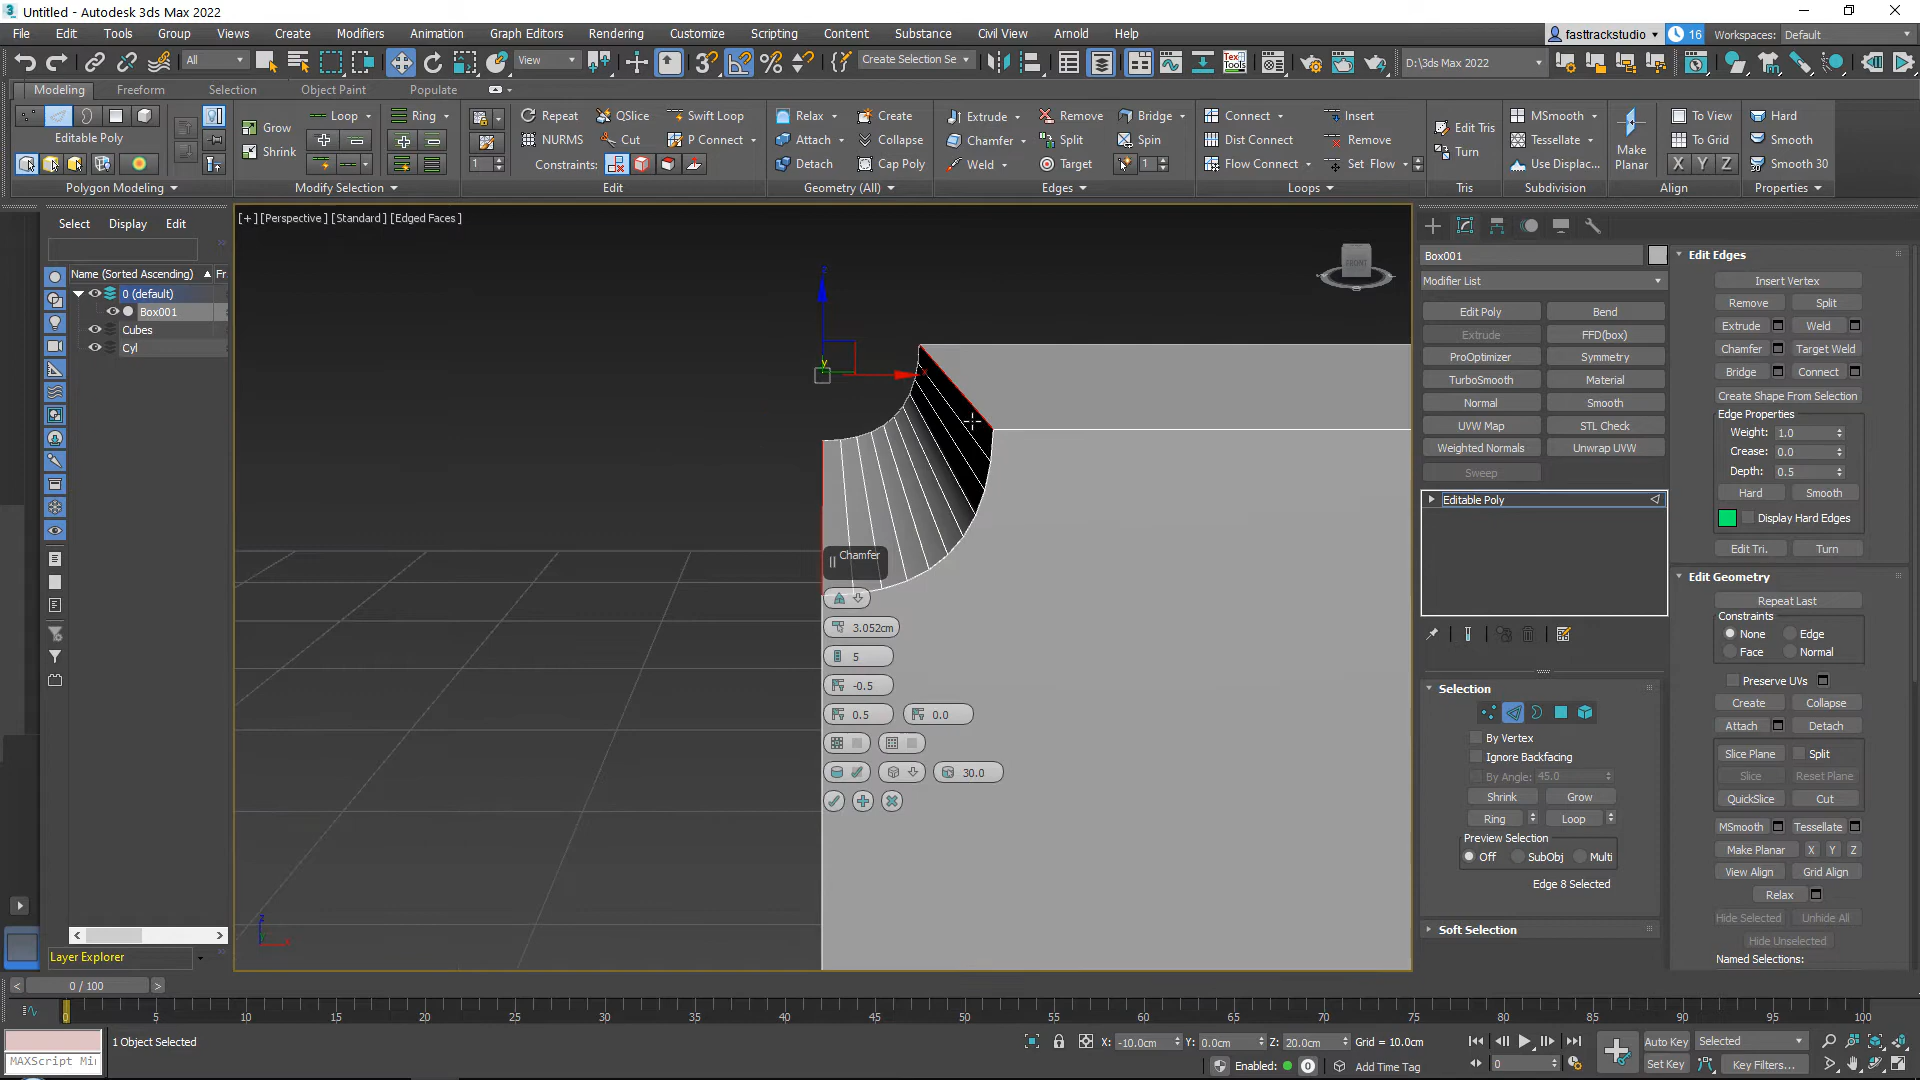 Untitled - Autodesk 3ds Max 2022
File Edit Tools Group Views Create Modifiers Animation Graph Editors Rendering Customize Scripting Content Civil View Substance Arnold Help
fasttrackstudio 16 Workspaces: Default
All View Create Selection Se D:\3ds Max 2022
Modeling Freeform Selection Object Paint Populate
Grow Loop Ring Repeat QSlice Swift Loop Relax Create Extrude Remove Bridge Connect Insert MSmooth To View Hard
Editable Poly Shrink NURMS Cut P Connect Attach Collapse Chamfer Split Spin Dist Connect Remove Edit Tris Tessellate Make Planar To Grid Smooth
1 Constraints: Detach Cap Poly Weld Target 1 Flow Connect Set Flow Turn Use Displac... X Y Z Smooth 30
Polygon Modeling Modify Selection Edit Geometry (All) Edges Loops Tris Subdivision Align Properties
Select Display Edit
Name (Sorted Ascending) Fr
0 (default)
Box001
Cubes
Cyl
Layer Explorer
[+] [Perspective] [Standard] [Edged Faces]
FRONT
z
y
x
Chamfer
3.052cm
5
-0.5
0.5 0.0
30.0
z
Box001
Modifier List
Edit Poly Bend
Extrude FFD(box)
ProOptimizer Symmetry
TurboSmooth Material
Normal Smooth
UVW Map STL Check
Weighted Normals Unwrap UVW
Sweep
Editable Poly
Selection
By Vertex
Ignore Backfacing
By Angle: 45.0
Shrink Grow
Ring Loop
Preview Selection
Off SubObj Multi
Edge 8 Selected
Soft Selection
Edit Edges
Insert Vertex
Remove Split
Extrude Weld
Chamfer Target Weld
Bridge Connect
Create Shape From Selection
Edge Properties
Weight: 1.0
Crease: 0.0
Depth: 0.5
Hard Smooth
Display Hard Edges
Edit Tri. Turn
Edit Geometry
Repeat Last
Constraints
None Edge
Face Normal
Preserve UVs
Create Collapse
Attach Detach
Slice Plane Split
Slice Reset Plane
QuickSlice Cut
MSmooth Tessellate
Make Planar X Y Z
View Align Grid Align
Relax
Hide Selected Unhide All
Hide Unselected
Named Selections:
0 / 100
0 5 10 15 20 25 30 35 40 45 50 55 60 65 70 75 80 85 90 95 100
1 Object Selected X: -10.0cm Y: 0.0cm Z: 20.0cm Grid = 10.0cm Auto Key Selected
MAXScript Mi Enabled: 0 Add Time Tag 0 Set Key Key Filters...